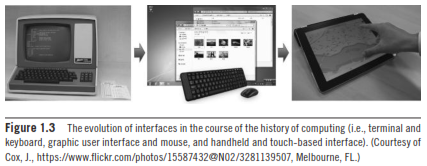 Figure 1.3 The evolution of interfaces in the course of the history of computing (i.e., terminal and
keyboard, graphic user interface and mouse, and handheld and touch-based interface). (Courtesy of
Cox, J., https://www.flickr.com/photos/15587432@N02/3281139507, Melbourne, FL.)